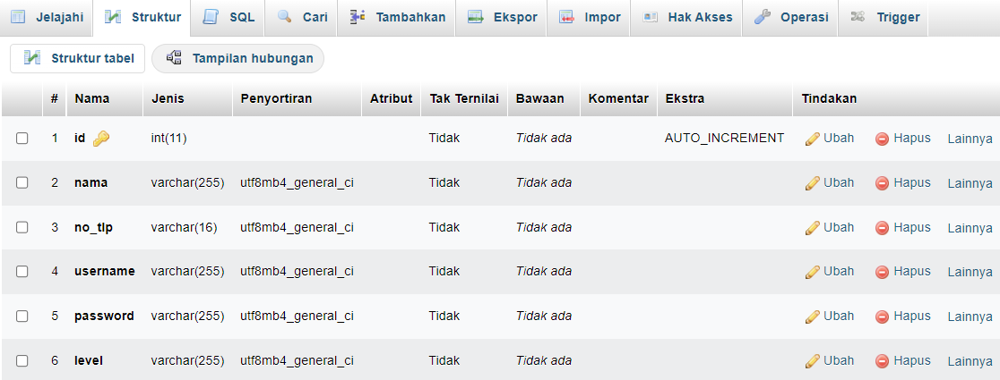 Jelajahi Struktur SQL Cari Tambahkan Ekspor Impor Hak Akses Operasi Trigger
Struktur tabel Tampilan hubungan
# Nama Jenis Penyortiran Atribut Tak Ternilai Bawaan Komentar Ekstra Tindakan
1 id int(11) Tidak Tidak ada AUTO_INCREMENT Ubah Hapus Lainnya
2 nama varchar(255) utf8mb4_general_ci Tidak Tidak ada Ubah Hapus Lainnya
3 no_tlp varchar(16) utf8mb4_general_ci Tidak Tidak ada Ubah Hapus Lainnya
4 username varchar(255) utf8mb4_general_ci Tidak Tidak ada Ubah Hapus Lainnya
5 password varchar(255) utf8mb4_general_ci Tidak Tidak ada Ubah Hapus Lainnya
6 level varchar(255) utf8mb4_general_ci Tidak Tidak ada Ubah Hapus Lainnya